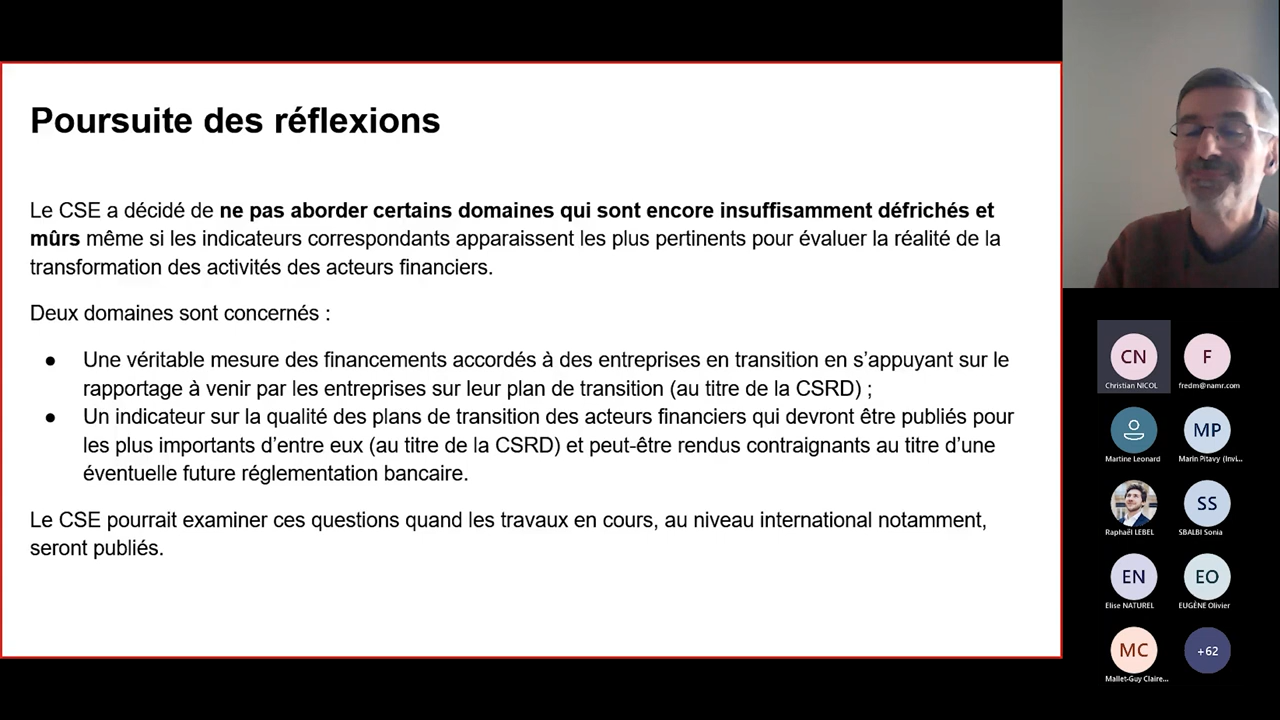 Poursuite des réflexions
Le CSE a décidé de ne pas aborder certains domaines qui sont encore insuffisamment défrichés et
mûrs même si les indicateurs correspondants apparaissent les plus pertinents pour évaluer la réalité de la
transformation des activités des acteurs financiers.
Deux domaines sont concernés :
● Une véritable mesure des financements accordés à des entreprises en transition en s’appuyant sur le
rapportage à venir par les entreprises sur leur plan de transition (au titre de la CSRD) ;
● Un indicateur sur la qualité des plans de transition des acteurs financiers qui devront être publiés pour
les plus importants d’entre eux (au titre de la CSRD) et peut-être rendus contraignants au titre d’une
éventuelle future réglementation bancaire.
Le CSE pourrait examiner ces questions quand les travaux en cours, au niveau international notamment,
seront publiés.
CN F
Christian NICOL fredm@namr.com
MP
Martine Leonard Marin Pitavy (Invi...
SS
Raphaël LEBEL SBALBI Sonia
EN EO
Elise NATUREL EUGÈNE Olivier
MC +62
Mallet-Guy Claire...